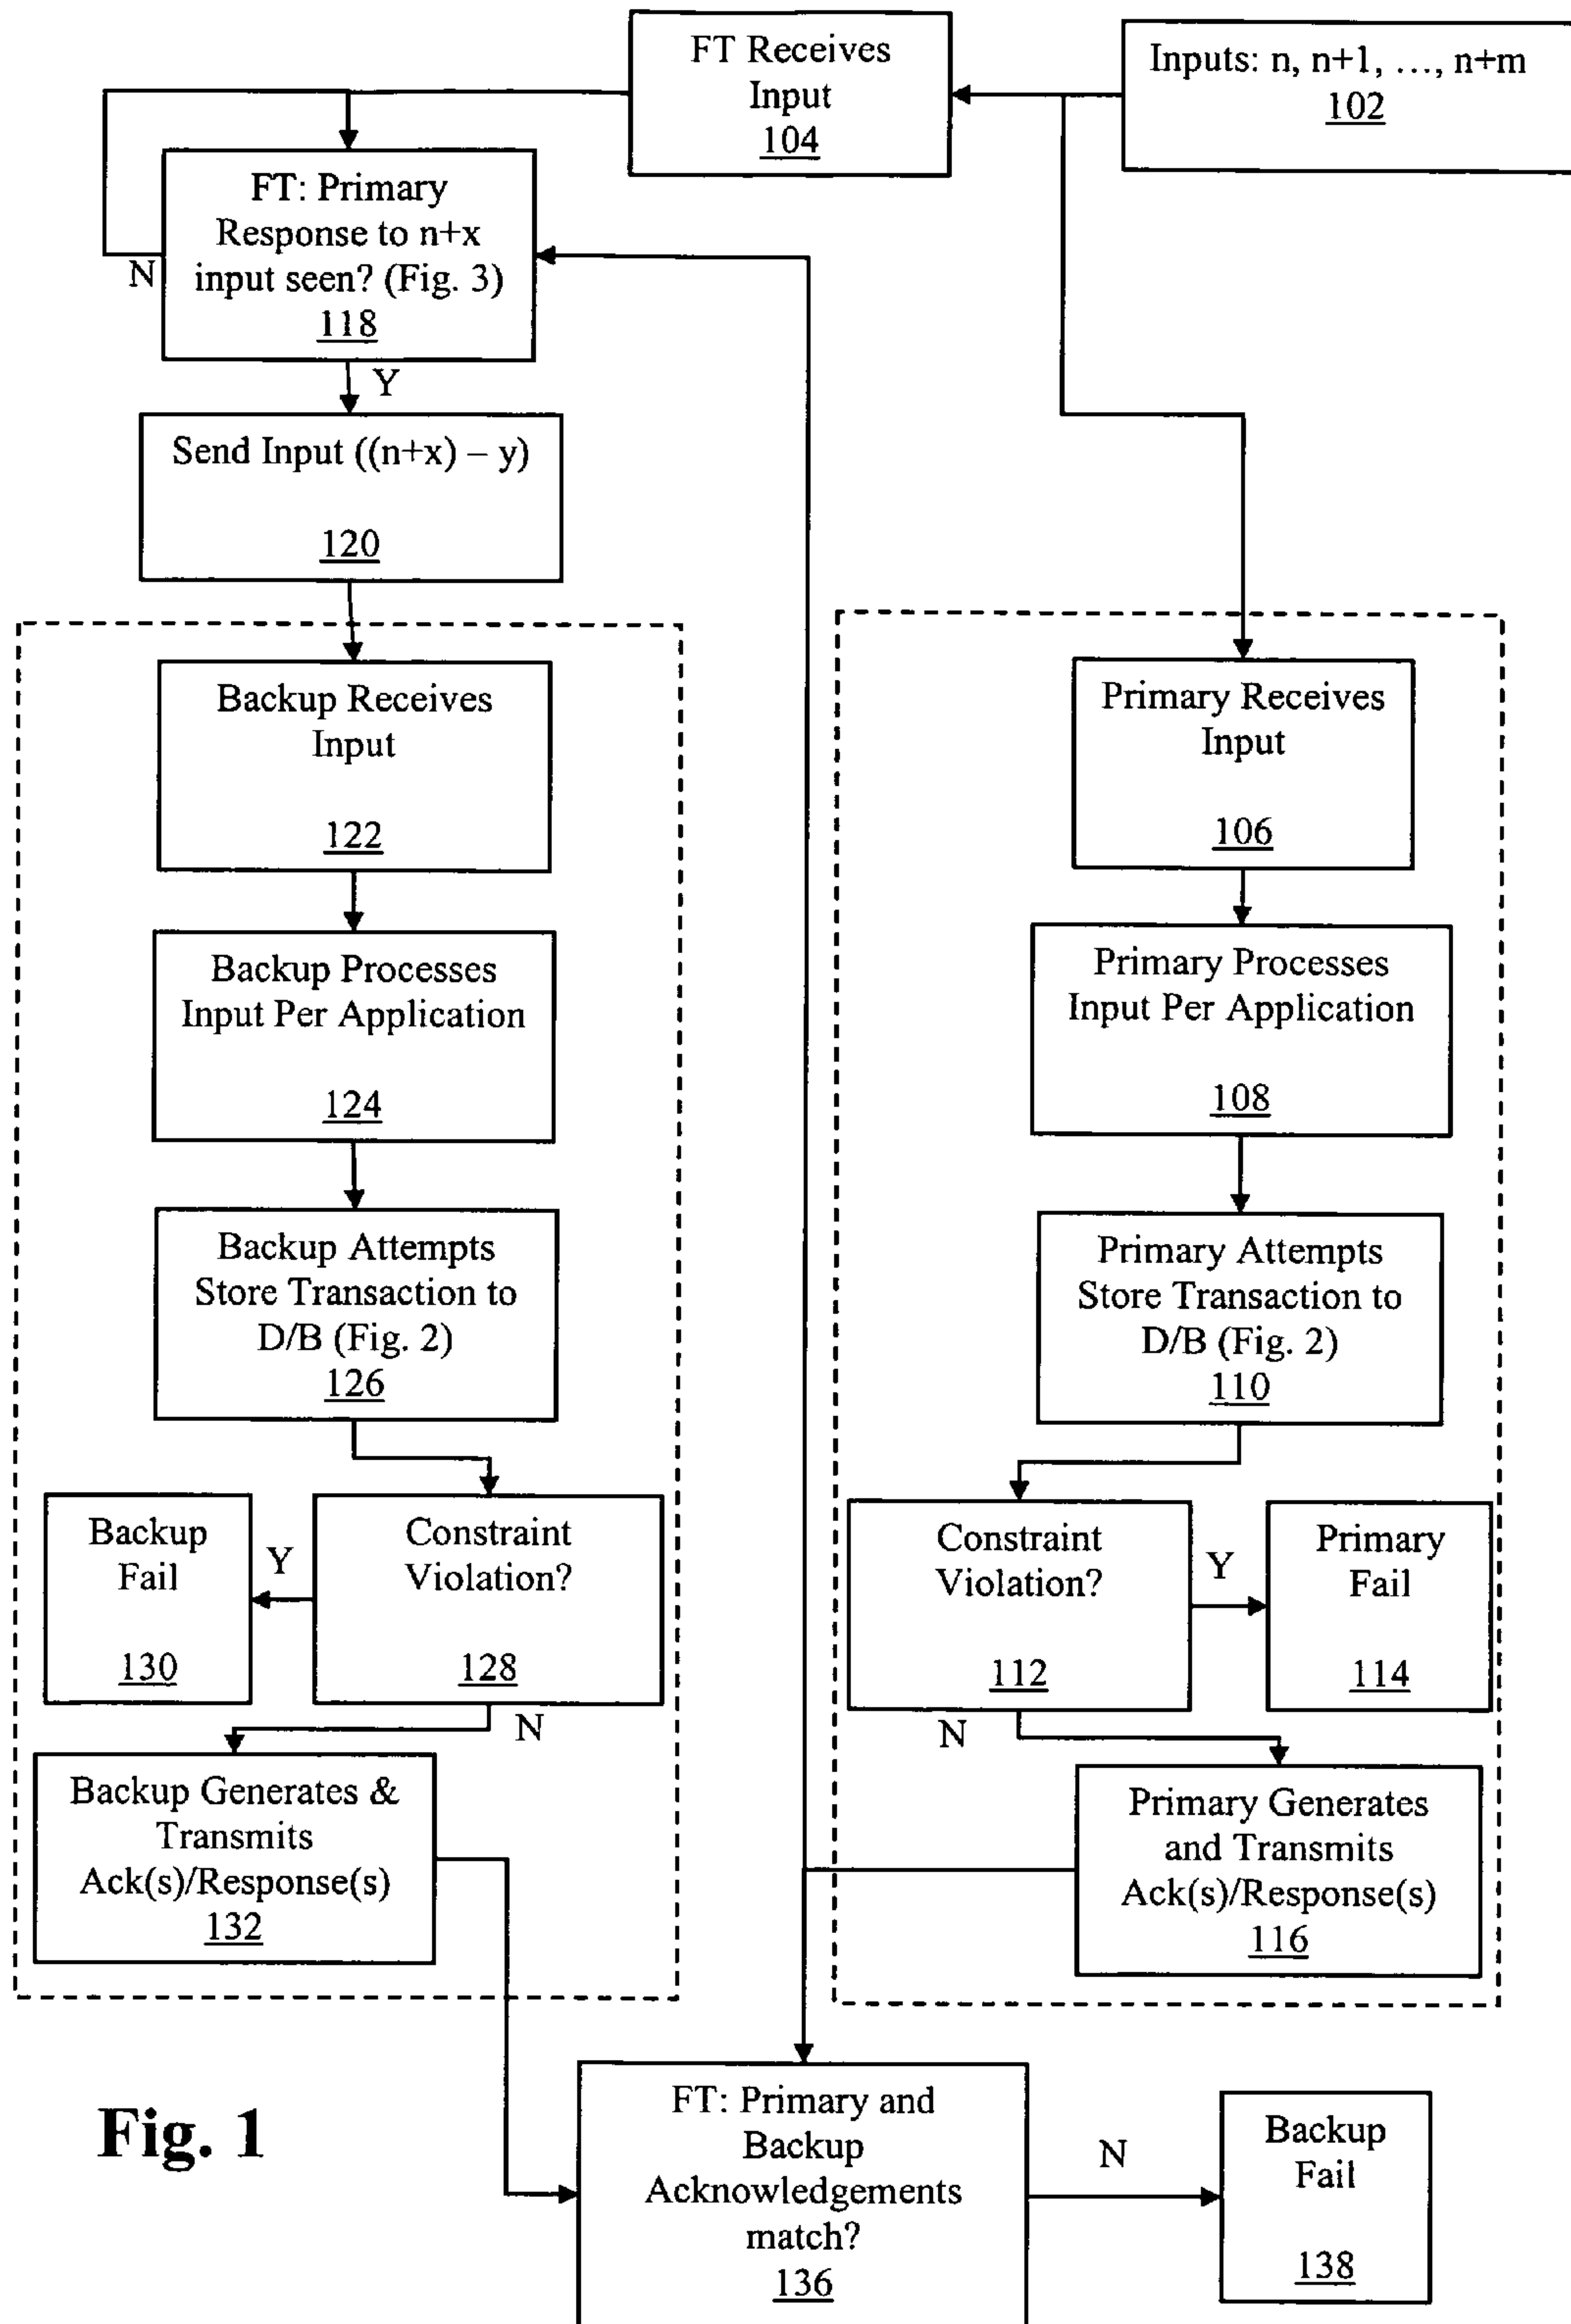 FT Receives
Input
104
Inputs: n, n+1, ..., n+m
102
FT: Primary
Response to n+x
input seen? (Fig. 3)
118
N
Y
Send Input ((n+x) – y)
120
Backup Receives
Input
122
Backup Processes
Input Per Application
124
Backup Attempts
Store Transaction to
D/B (Fig. 2)
126
Constraint
Violation?
128
Y
Backup
Fail
130
N
Backup Generates &
Transmits
Ack(s)/Response(s)
132
Primary Receives
Input
106
Primary Processes
Input Per Application
108
Primary Attempts
Store Transaction to
D/B (Fig. 2)
110
Constraint
Violation?
112
Y
Primary
Fail
114
N
Primary Generates
and Transmits
Ack(s)/Response(s)
116
FT: Primary and
Backup
Acknowledgements
match?
136
N
Backup
Fail
138
Fig. 1